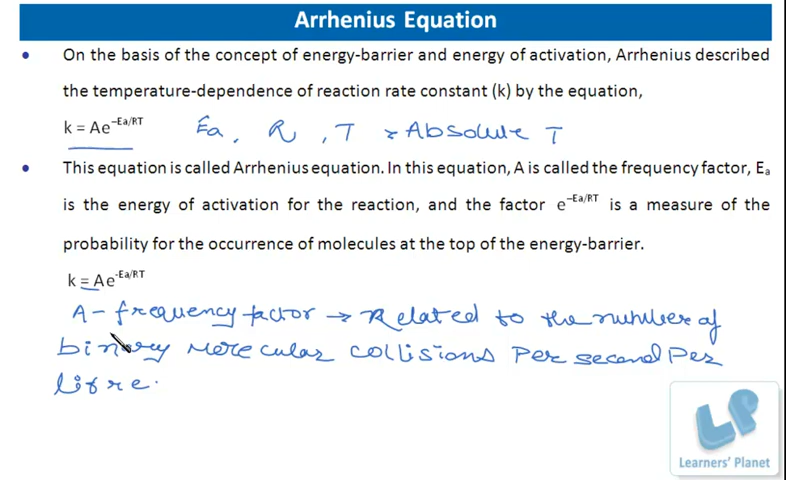 Arrhenius Equation
• On the basis of the concept of energy-barrier and energy of activation, Arrhenius described
the temperature-dependence of reaction rate constant (k) by the equation,
k = Ae^–Ea/RT Ea, R, T → Absolute T
• This equation is called Arrhenius equation. In this equation, A is called the frequency factor, Eₐ
is the energy of activation for the reaction, and the factor e^–Ea/RT is a measure of the
probability for the occurrence of molecules at the top of the energy-barrier.
k = Ae^-Ea/RT
A - frequency factor → Related to the number of
binary Molecular collisions Per second Per
litre.
LP
Learners' Planet